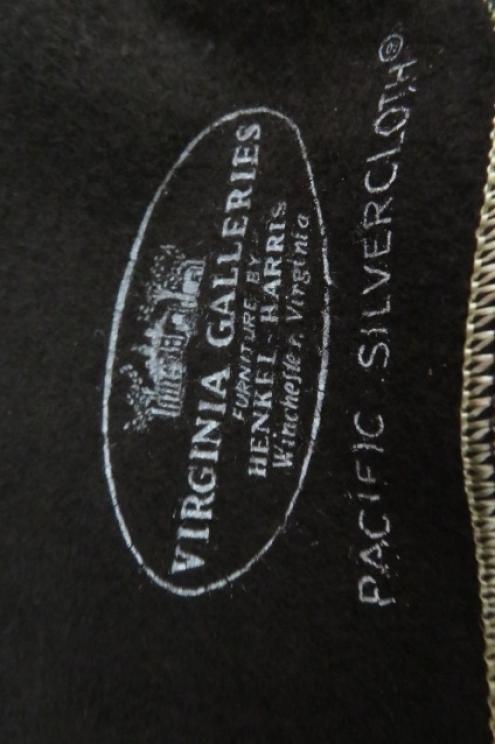 VIRGINIA GALLERIES
FURNITURE BY
HENKEL-HARRIS
Winchester, Virginia
PACIFIC SILVERCLOTH®